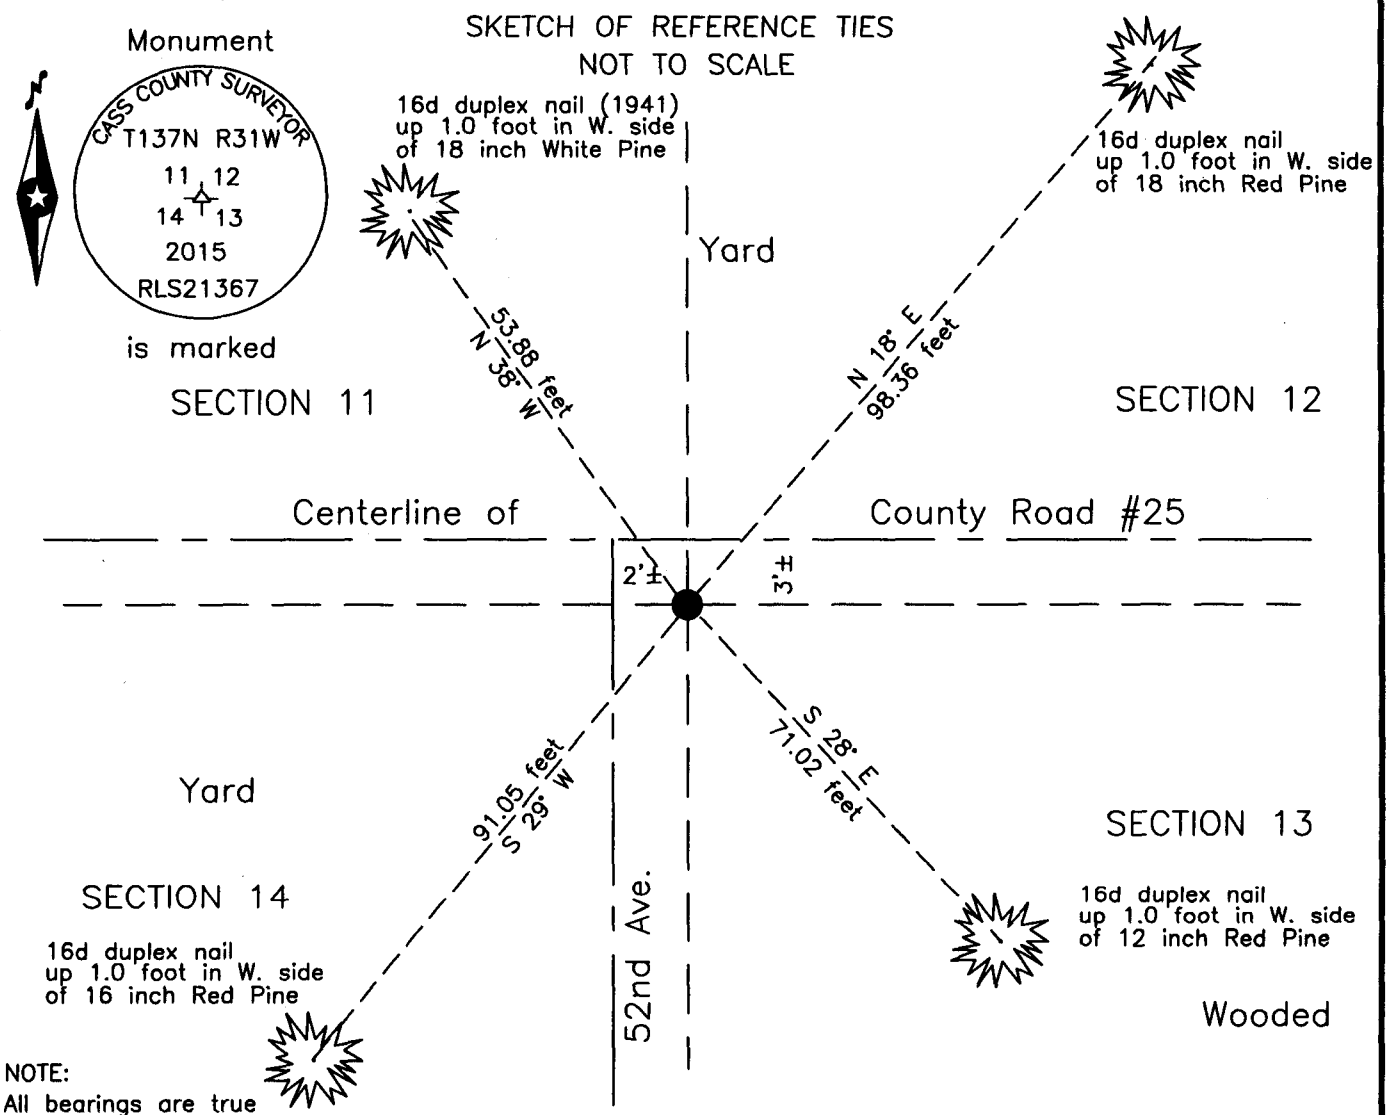 SKETCH OF REFERENCE TIES
NOT TO SCALE
Monument
N
CASS COUNTY SURVEYOR
T137N R31W
11 12
14 13
2015
RLS21367
is marked
16d duplex nail (1941)
up 1.0 foot in W. side
of 18 inch White Pine
16d duplex nail
up 1.0 foot in W. side
of 18 inch Red Pine
Yard
53.88 feet
N 38° W
N 18° E
98.36 feet
SECTION 11
SECTION 12
Centerline of
County Road #25
2'±
3'±
S 28° E
71.02 feet
91.05 feet
S 29° W
Yard
SECTION 13
SECTION 14
52nd Ave.
16d duplex nail
up 1.0 foot in W. side
of 12 inch Red Pine
16d duplex nail
up 1.0 foot in W. side
of 16 inch Red Pine
Wooded
NOTE:
All bearings are true